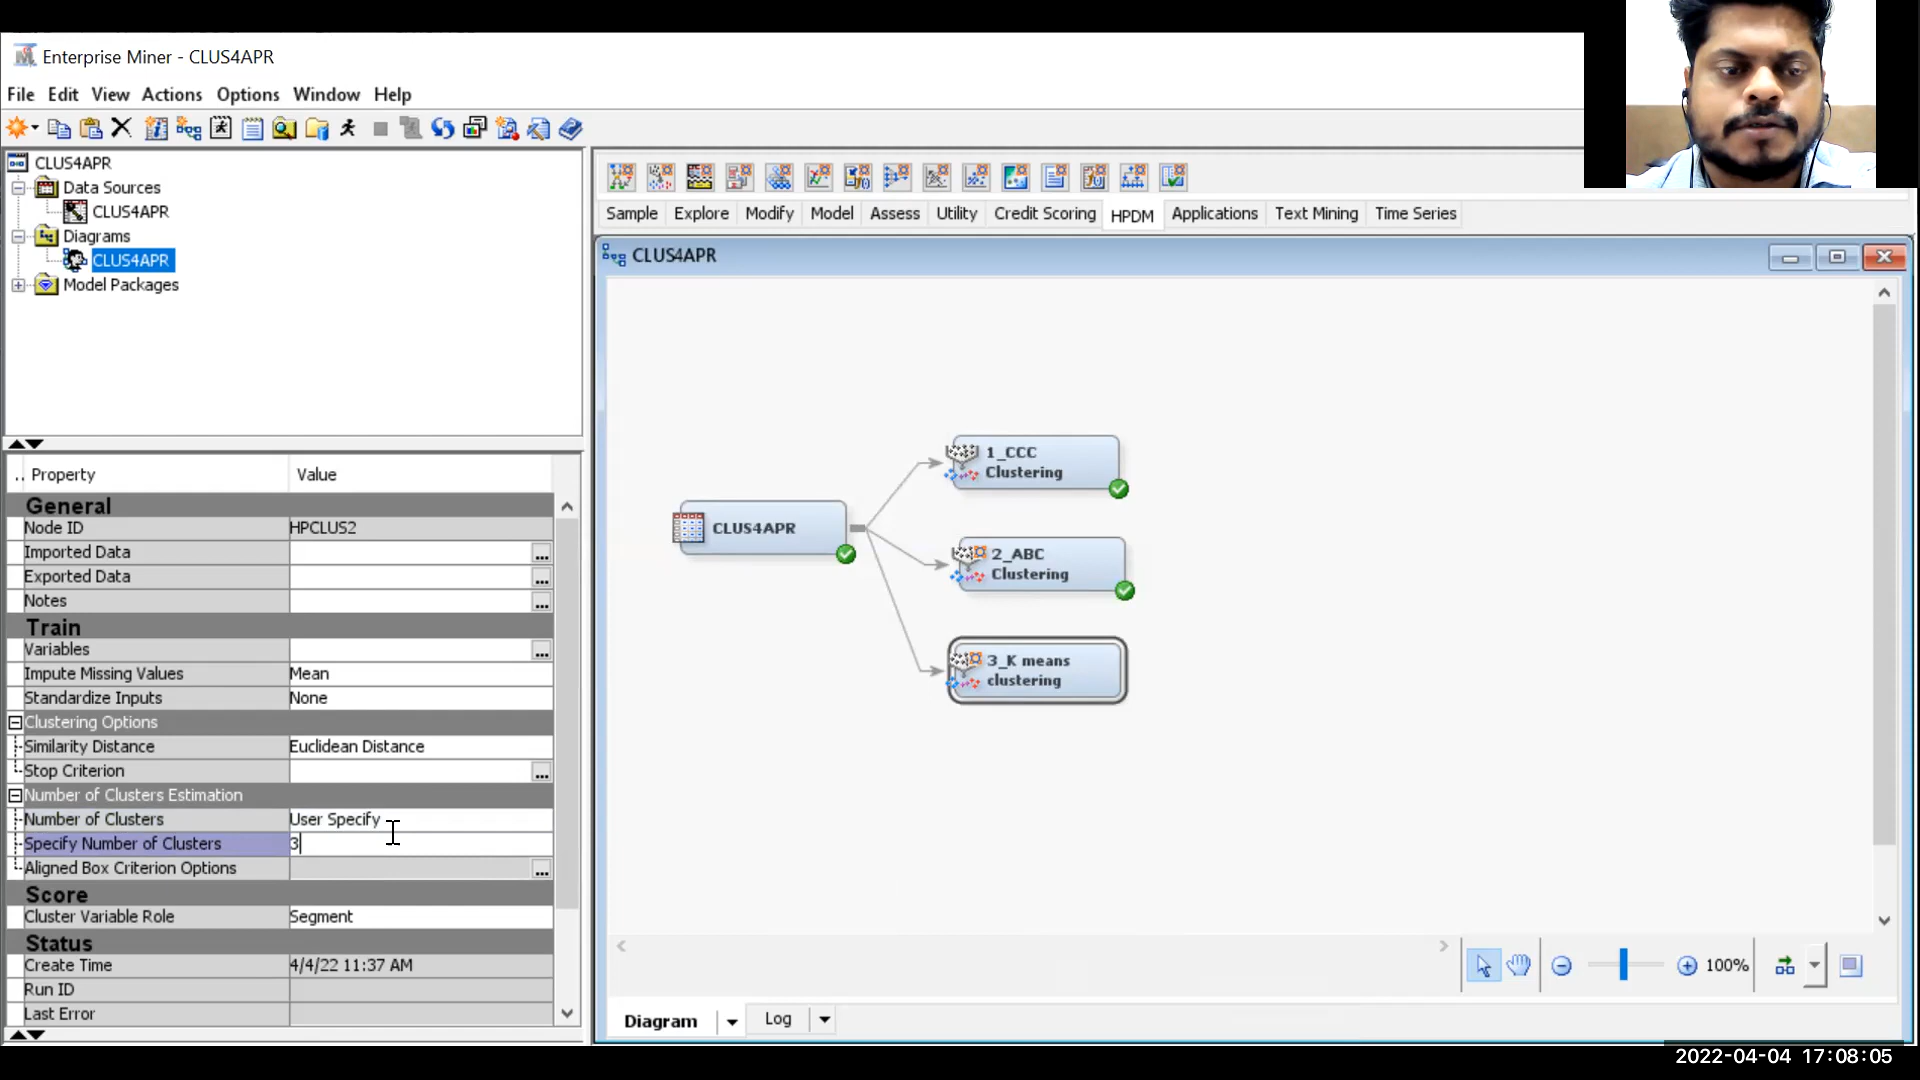 Enterprise Miner - CLUS4APR
File Edit View Actions Options Window Help
CLUS4APR
Data Sources
CLUS4APR
Diagrams
CLUS4APR
Model Packages
.. Property Value
General
Node ID HPCLUS2
Imported Data ...
Exported Data ...
Notes ...
Train
Variables ...
Impute Missing Values Mean
Standardize Inputs None
Clustering Options
Similarity Distance Euclidean Distance
Stop Criterion ...
Number of Clusters Estimation
Number of Clusters User Specify
Specify Number of Clusters 3
Aligned Box Criterion Options ...
Score
Cluster Variable Role Segment
Status
Create Time 4/4/22 11:37 AM
Run ID
Last Error
Sample Explore Modify Model Assess Utility Credit Scoring HPDM Applications Text Mining Time Series
CLUS4APR
CLUS4APR
1_CCC
Clustering
2_ABC
Clustering
3_K means
clustering
100%
Diagram Log
2022-04-04 17:08:05